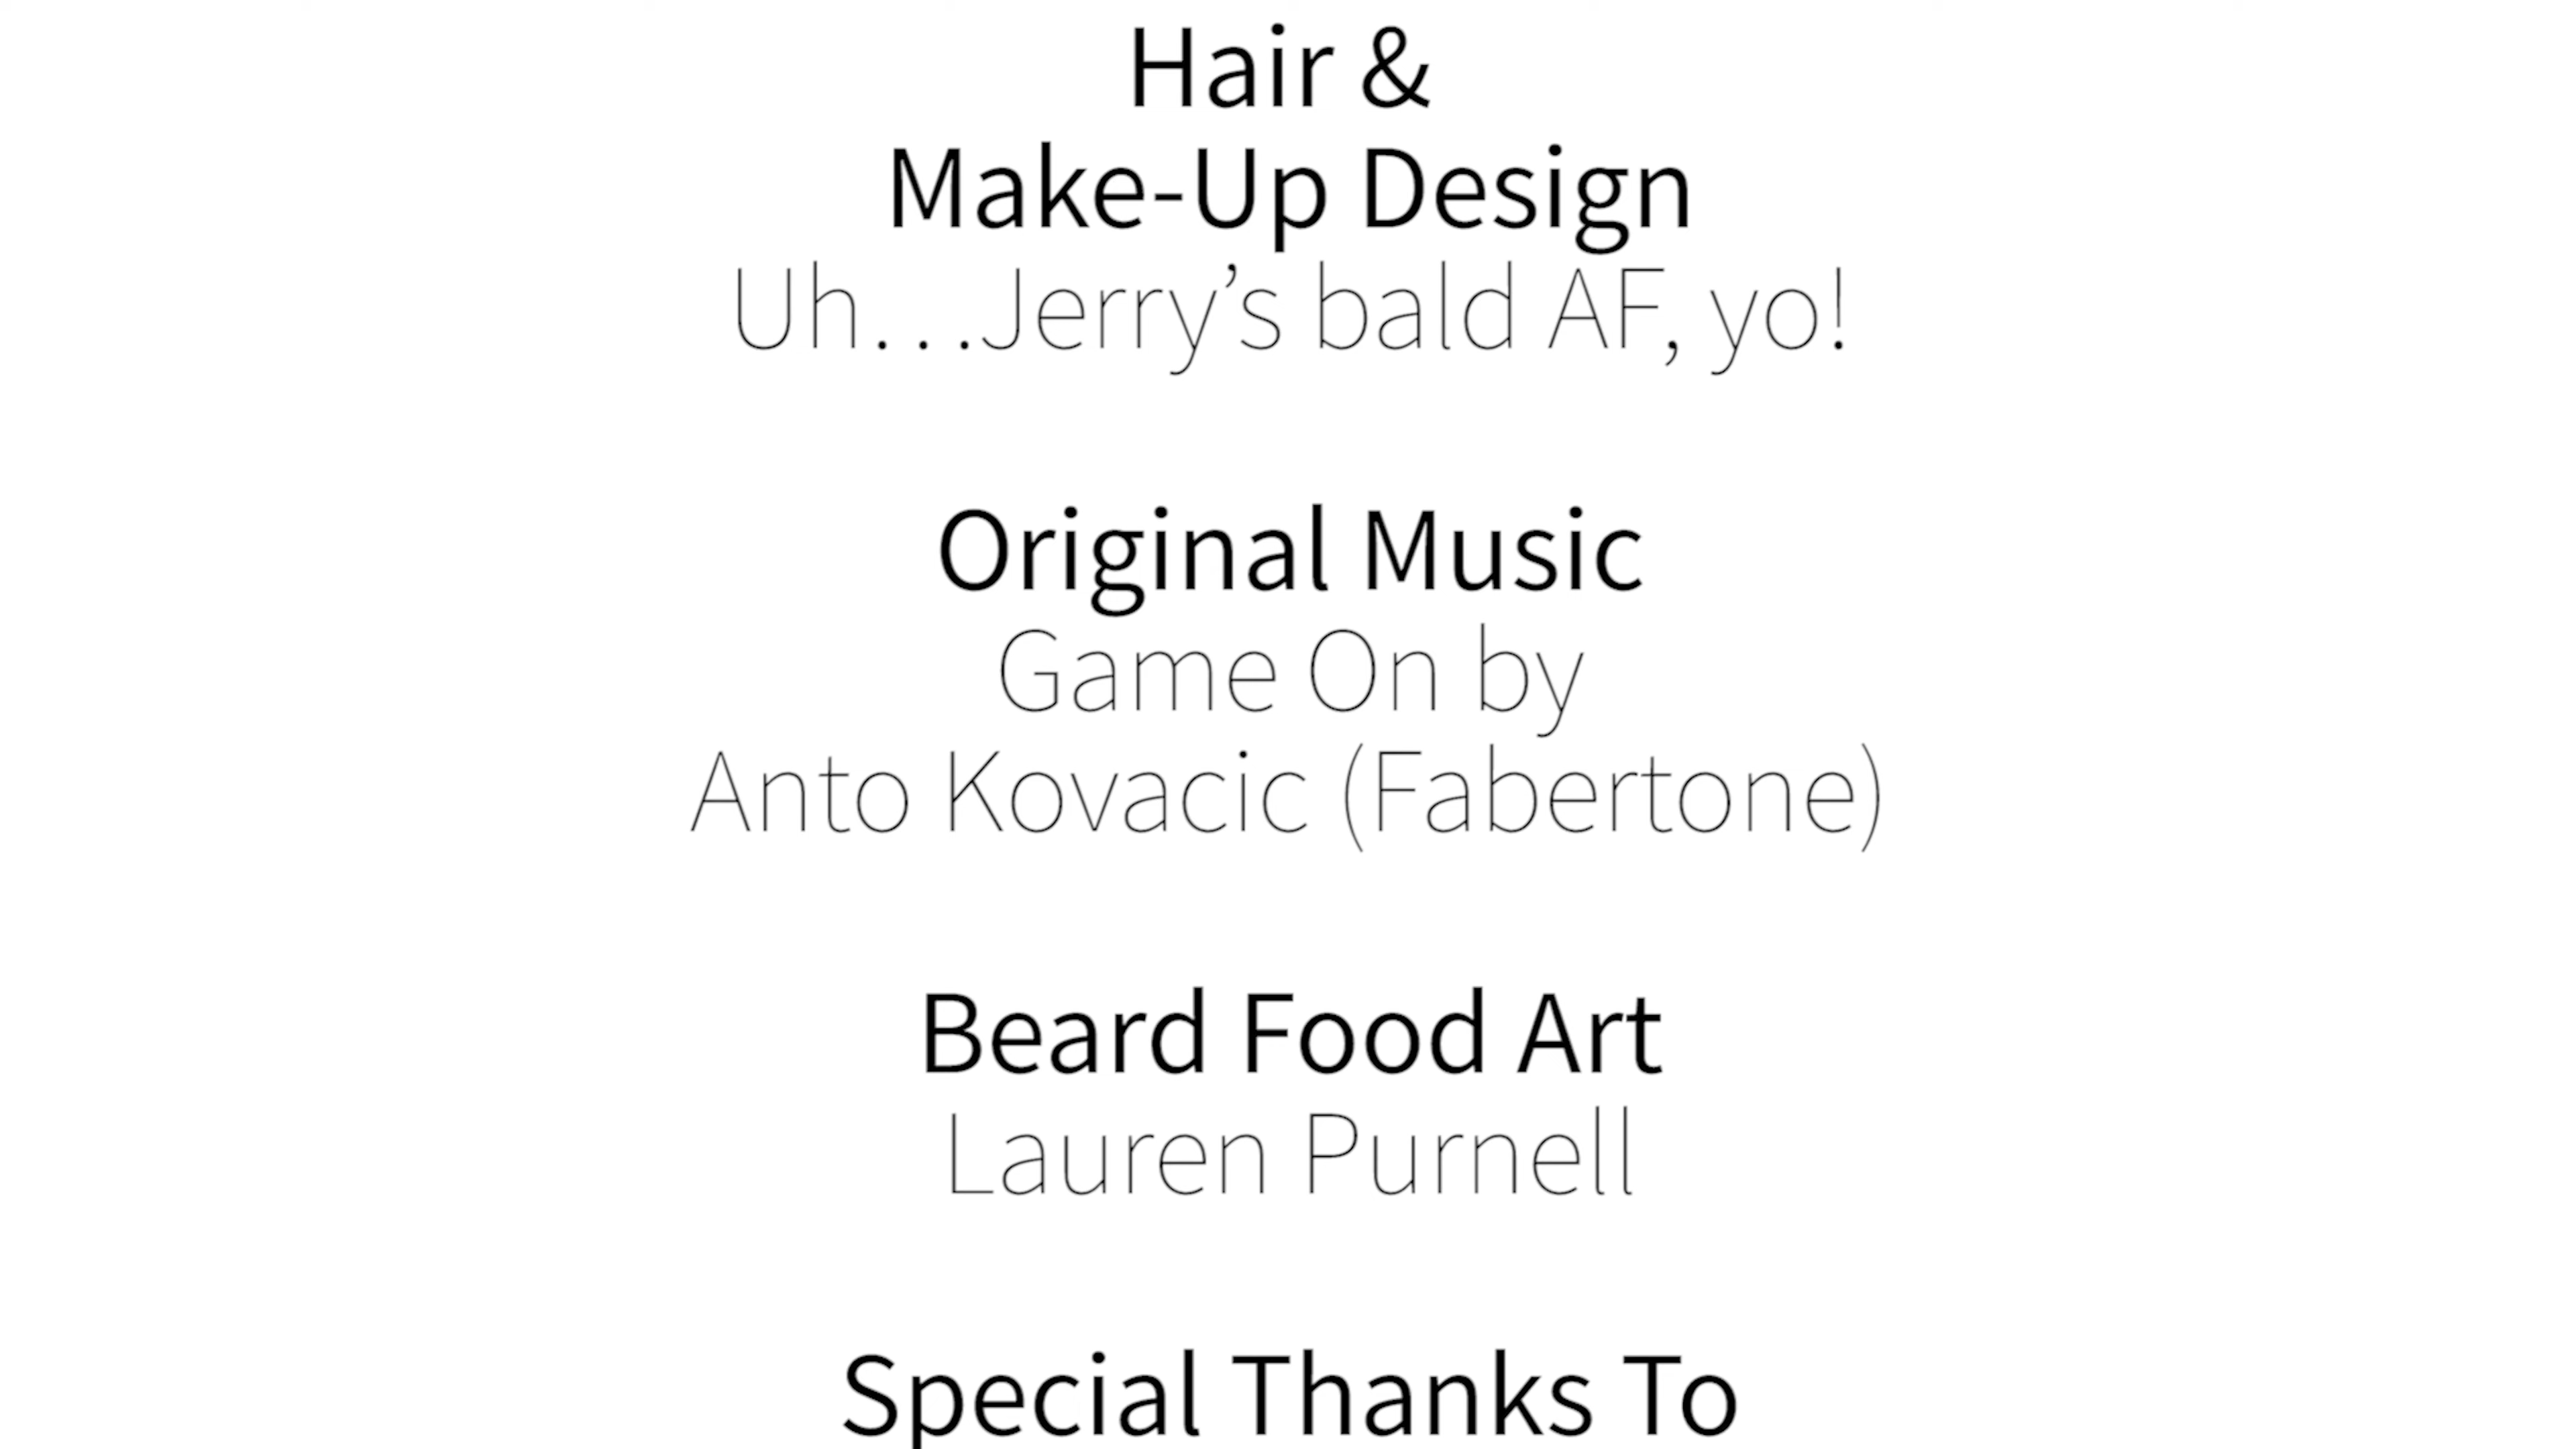 Hair &
Make-Up Design
Uh...Jerry’s bald AF, yo!
Original Music
Game On by
Anto Kovacic (Fabertone)
Beard Food Art
Lauren Purnell
Special Thanks To